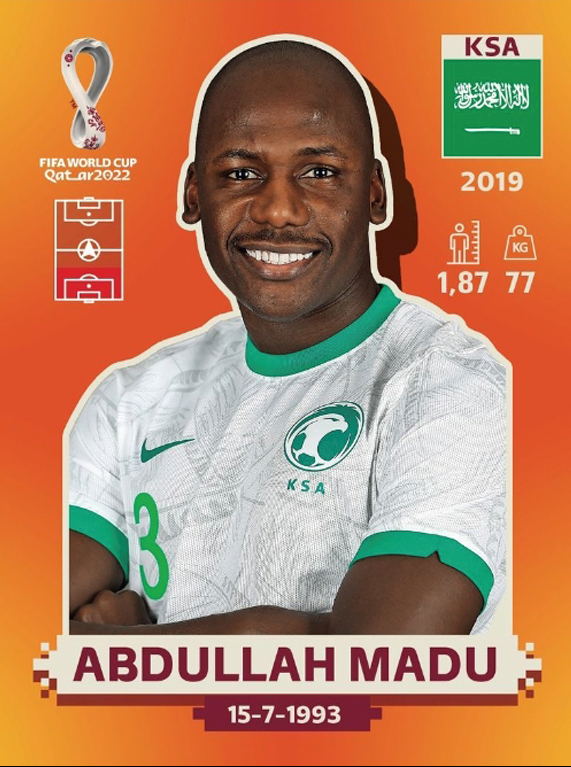 FIFA WORLD CUP
Qatar2022
KSA
لا إله إلا الله محمد رسول الله
2019
KG
1,87
77
KSA
3
ABDULLAH MADU
15-7-1993